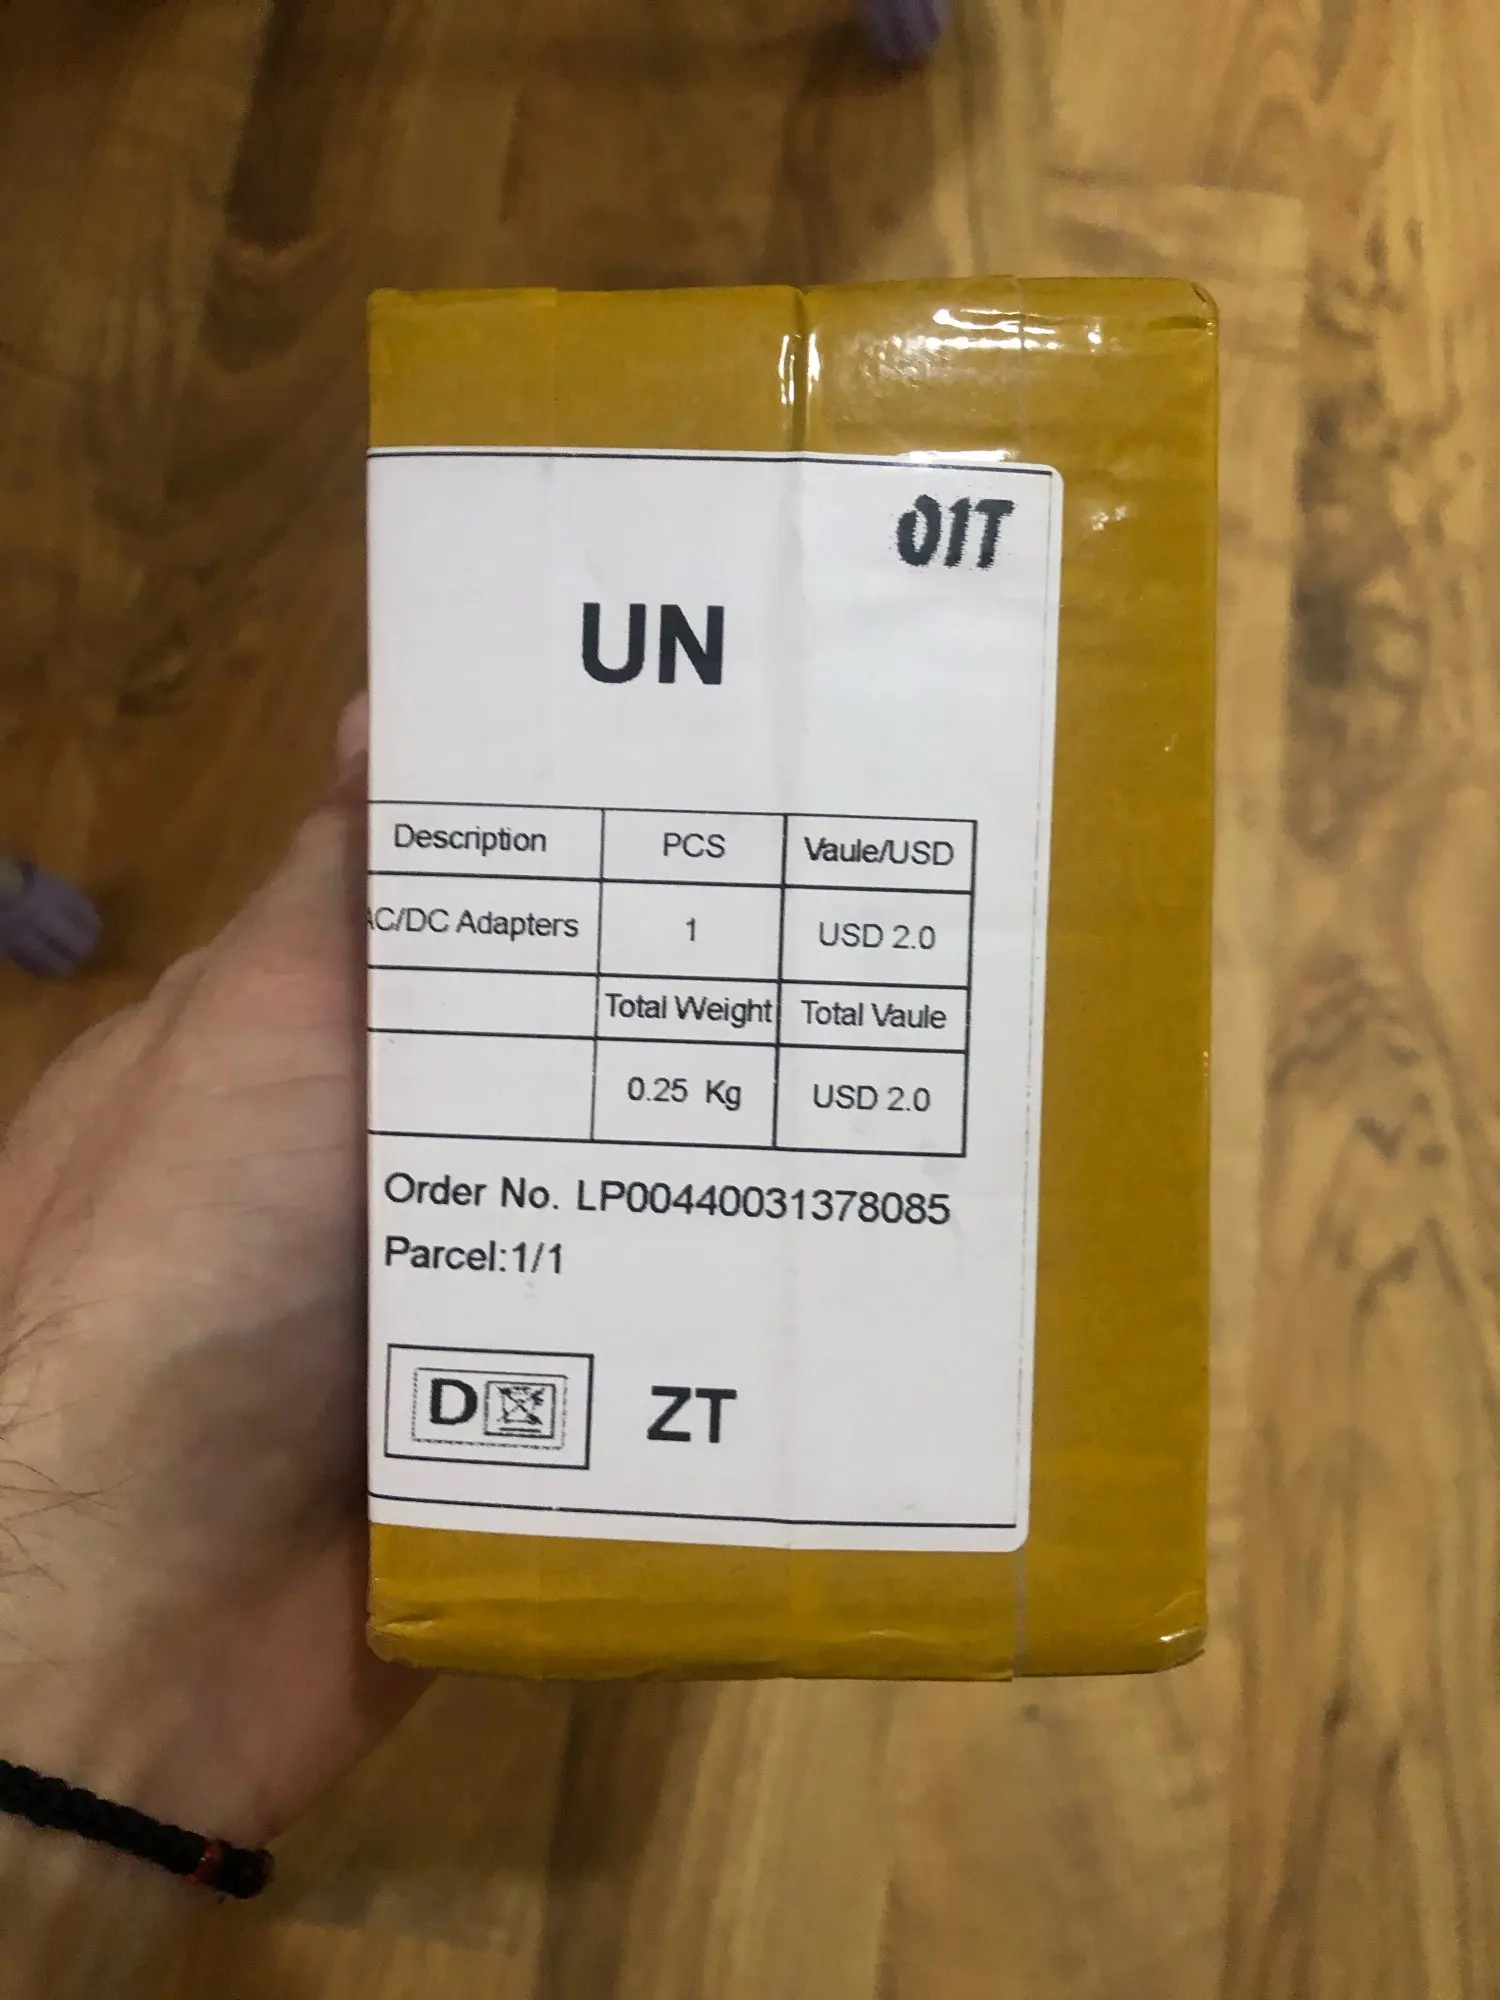 01T
UN
Description PCS Vaule/USD
AC/DC Adapters 1 USD 2.0
Total Weight Total Vaule
0.25 Kg USD 2.0
Order No. LP00440031378085
Parcel:1/1
D ZT